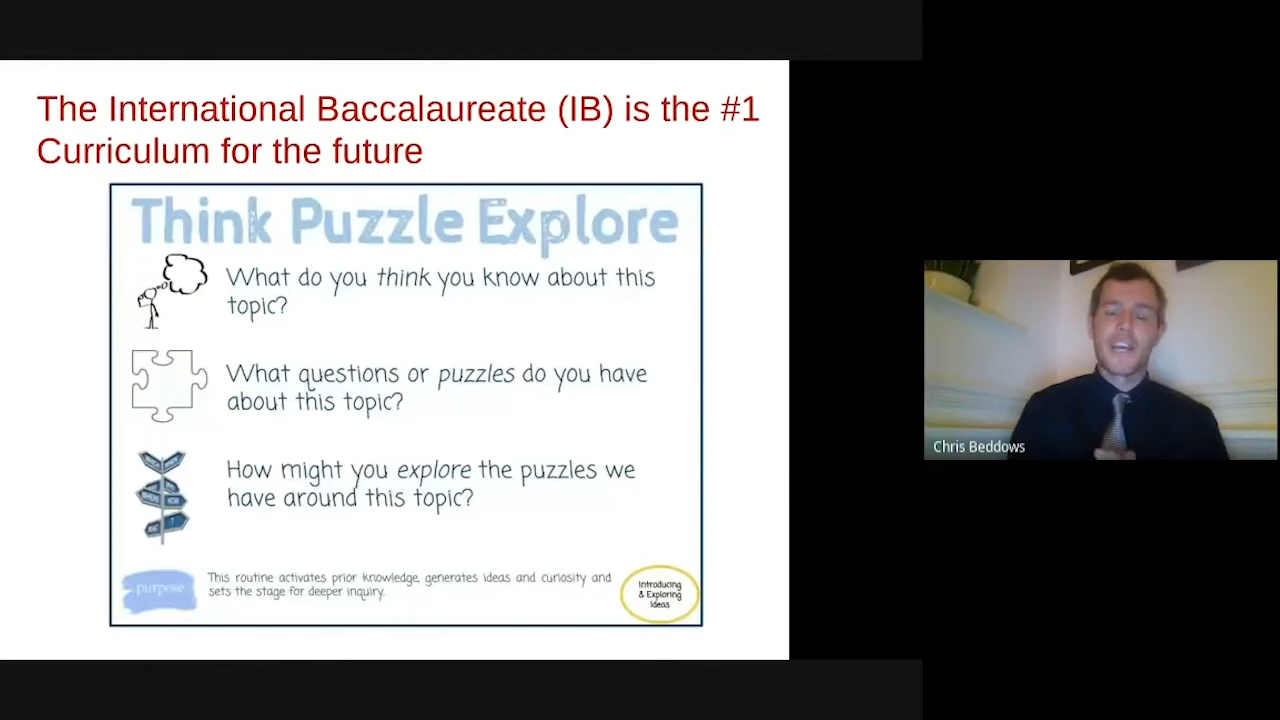 The International Baccalaureate (IB) is the #1
Curriculum for the future
Think Puzzle Explore
What do you think you know about this
topic?
What questions or puzzles do you have
about this topic?
How might you explore the puzzles we
have around this topic?
purpose
This routine activates prior knowledge, generates ideas and curiosity and
sets the stage for deeper inquiry.
Introducing
& Exploring
Ideas
Chris Beddows